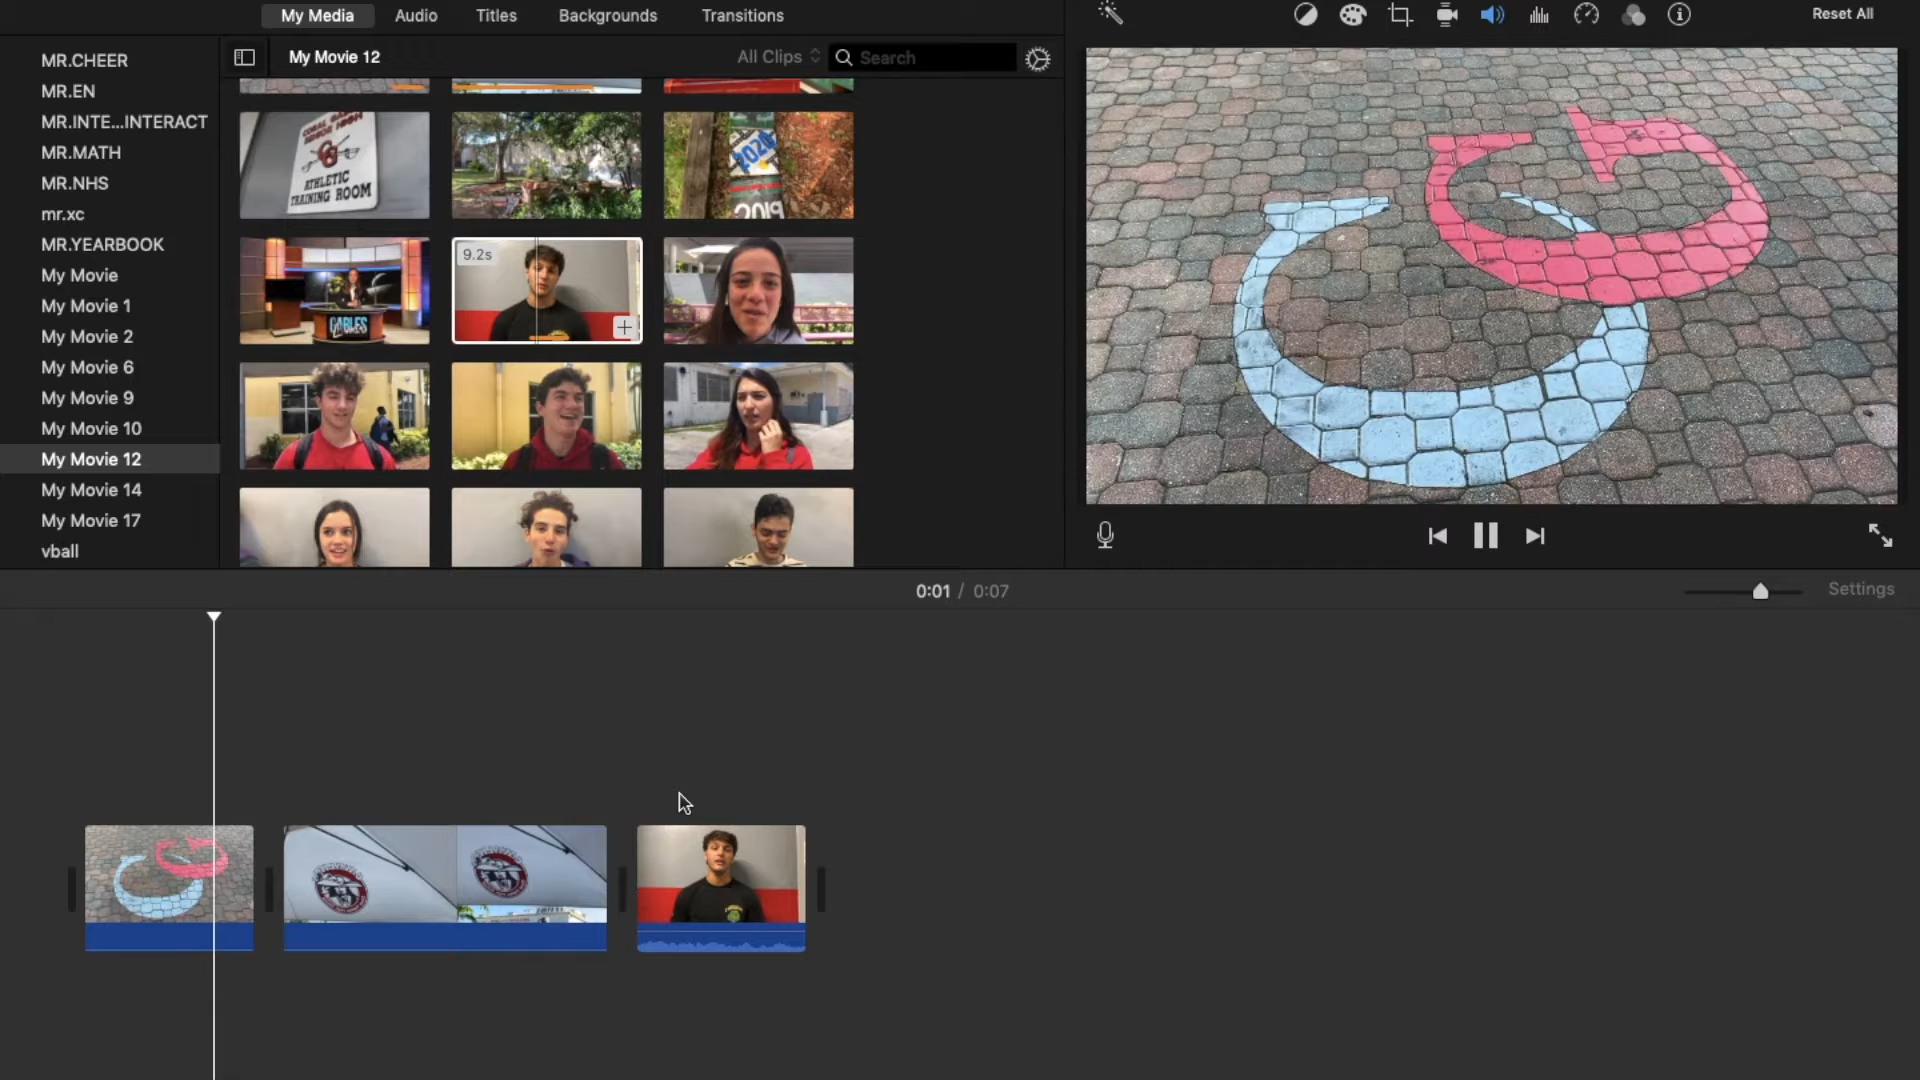 My Media
Audio
Titles
Backgrounds
Transitions
Reset All
MR.CHEER
MR.EN
MR.INTE...INTERACT
MR.MATH
MR.NHS
mr.xc
MR.YEARBOOK
My Movie
My Movie 1
My Movie 2
My Movie 6
My Movie 9
My Movie 10
My Movie 12
My Movie 14
My Movie 17
vball
My Movie 12
All Clips
Search
ATHLETIC
TRAINING ROOM
2020
GABLES
9.2s
0:01 / 0:07
Settings